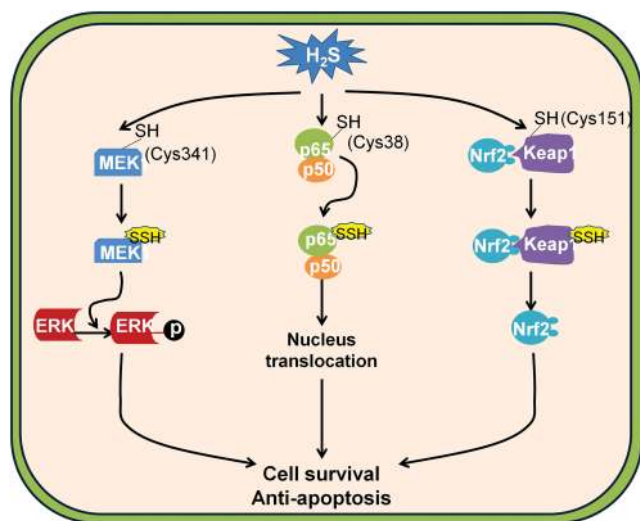 H₂S
SH
(Cys341)
MEK
SH
(Cys38)
p65
p50
SH(Cys151)
Nrf2
Keap1
SSH
MEK
SSH
p65
p50
SSH
Nrf2
Keap1
ERK
ERK
P
Nucleus
translocation
Nrf2
Cell survival
Anti-apoptosis